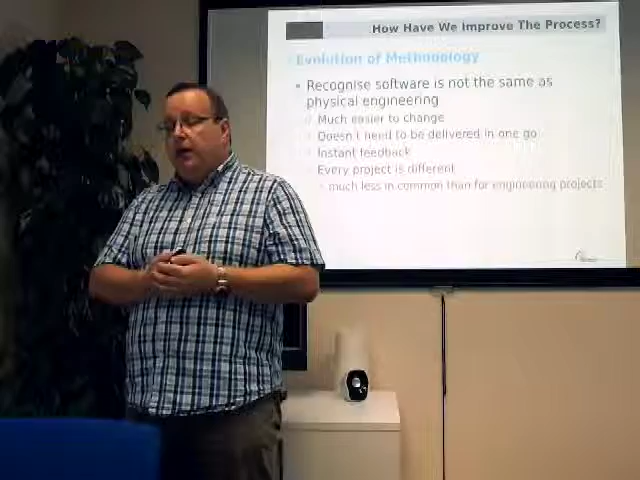 How Have We Improve The Process?
Evolution of Methodology
• Recognise software is not the same as
physical engineering
Much easier to change
Doesn't need to be delivered in one go
Instant feedback
Every project is different
much less in common than for engineering projects